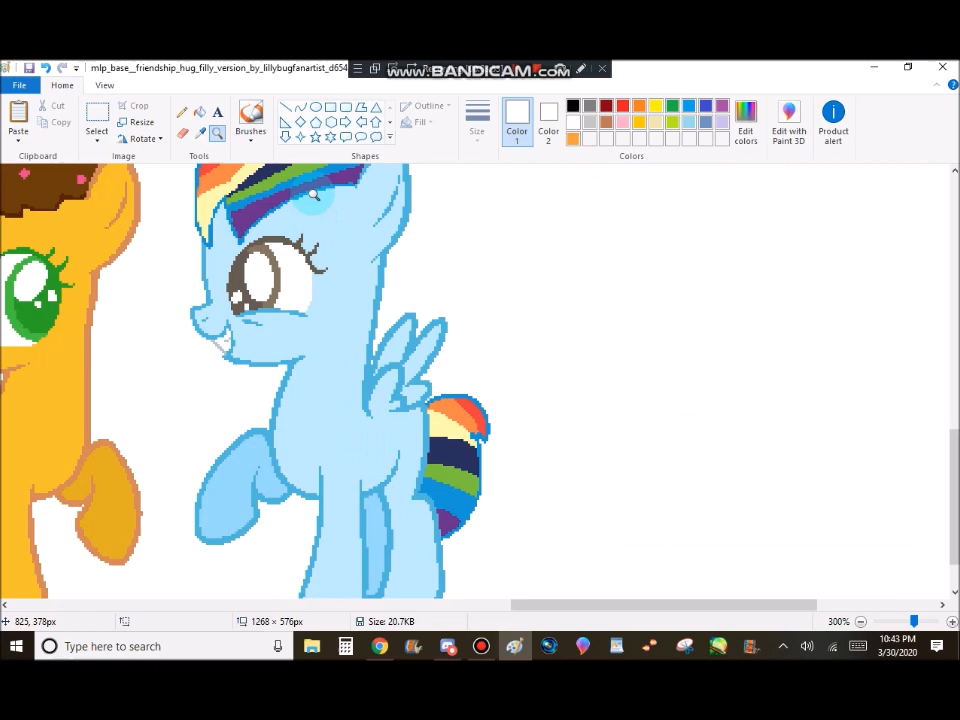 mlp_base__friendship_hug_filly_version_by_lillybugfanartist_d654
www.BANDICAM.com
File
Home
View
Paste
Cut
Copy
Clipboard
Select
Crop
Resize
Rotate
Image
A
Tools
Brushes
Outline
Fill
Shapes
Size
Color
1
Color
2
Edit
colors
Colors
Edit with
Paint 3D
Product
alert
825, 378px
1268 × 576px
Size: 20.7KB
300%
Type here to search
10:43 PM
3/30/2020